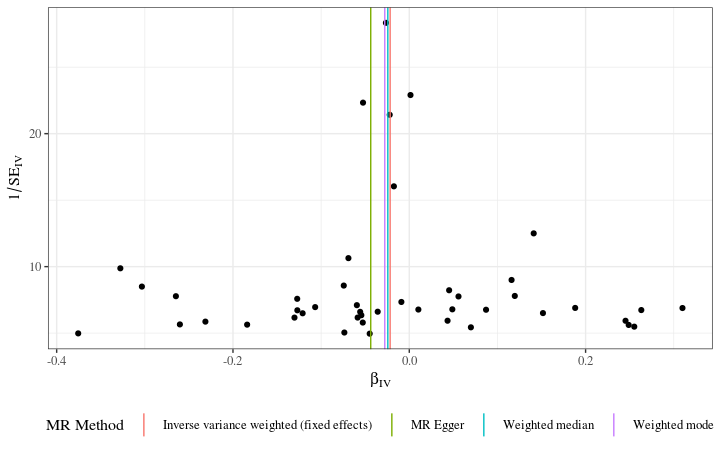 20
10
1/SE_IV
-0.4 -0.2 0.0 0.2
β_IV
MR Method Inverse variance weighted (fixed effects) MR Egger Weighted median Weighted mode